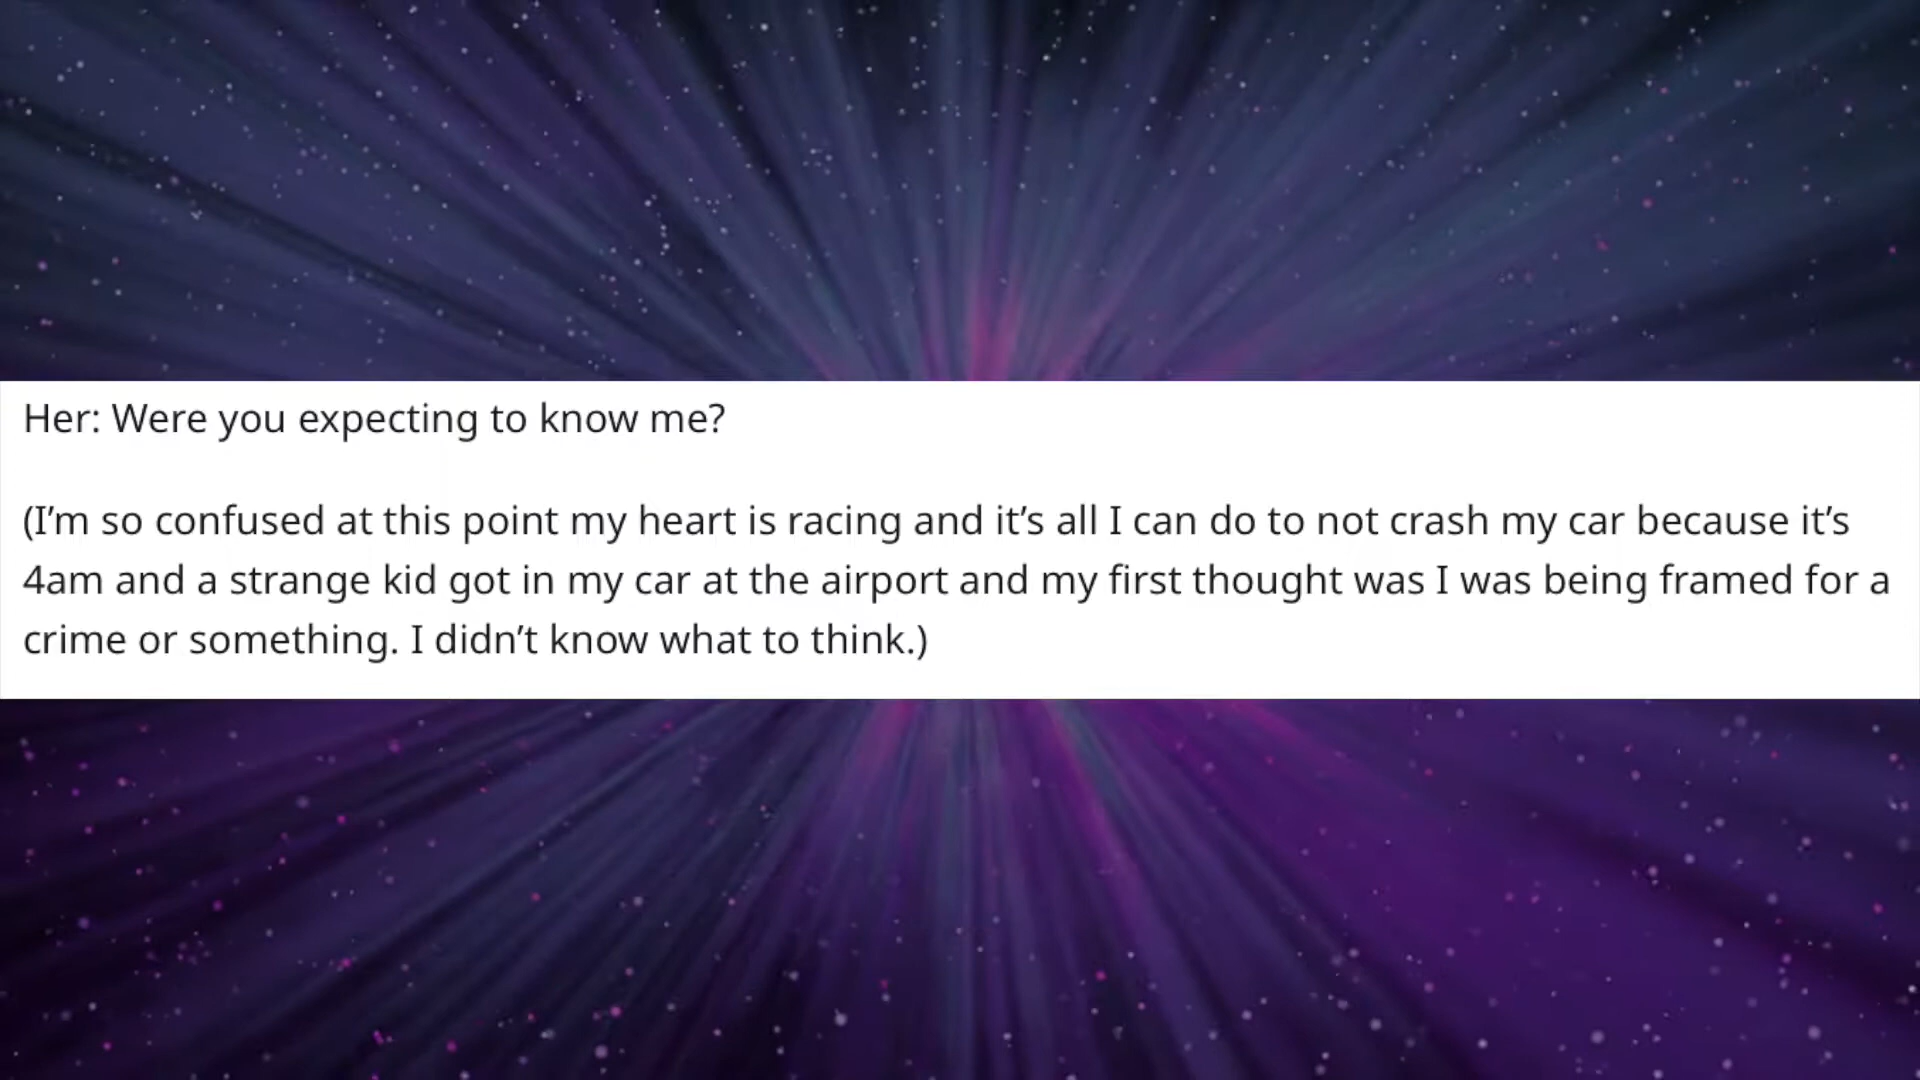 Her: Were you expecting to know me?
(I’m so confused at this point my heart is racing and it’s all I can do to not crash my car because it’s
4am and a strange kid got in my car at the airport and my first thought was I was being framed for a
crime or something. I didn’t know what to think.)